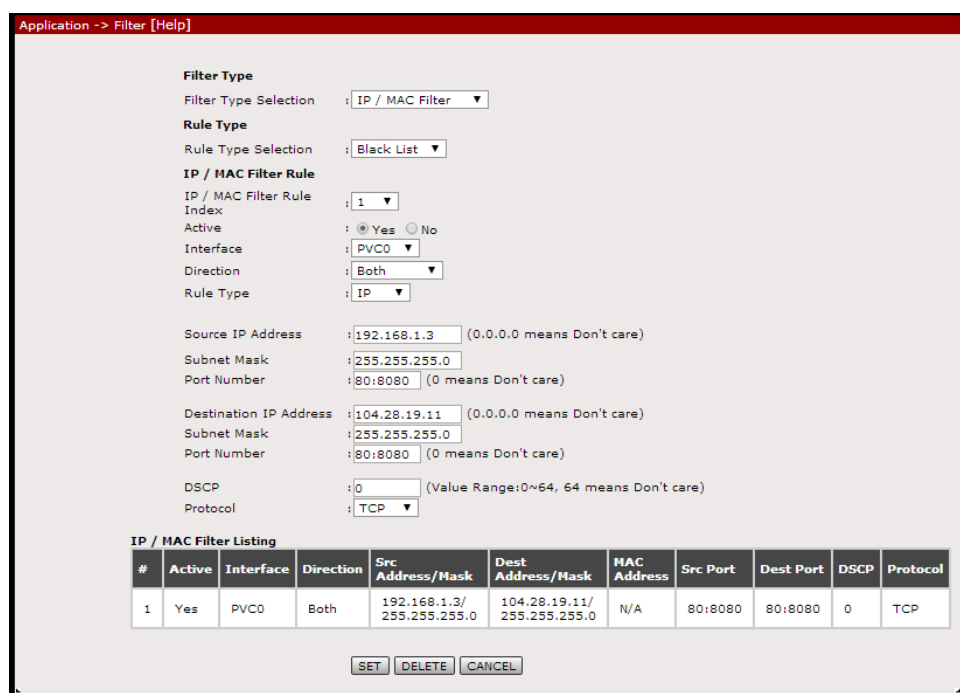 Application -> Filter [Help]
Filter Type
Filter Type Selection : IP / MAC Filter
Rule Type
Rule Type Selection : Black List
IP / MAC Filter Rule
IP / MAC Filter Rule
Index : 1
Active : Yes No
Interface : PVC0
Direction : Both
Rule Type : IP
Source IP Address : 192.168.1.3 (0.0.0.0 means Don't care)
Subnet Mask : 255.255.255.0
Port Number : 80:8080 (0 means Don't care)
Destination IP Address : 104.28.19.11 (0.0.0.0 means Don't care)
Subnet Mask : 255.255.255.0
Port Number : 80:8080 (0 means Don't care)
DSCP : 0 (Value Range:0~64, 64 means Don't care)
Protocol : TCP
IP / MAC Filter Listing
# Active Interface Direction Src Address/Mask Dest Address/Mask MAC Address Src Port Dest Port DSCP Protocol
1 Yes PVC0 Both 192.168.1.3/ 255.255.255.0 104.28.19.11/ 255.255.255.0 N/A 80:8080 80:8080 0 TCP
SET DELETE CANCEL